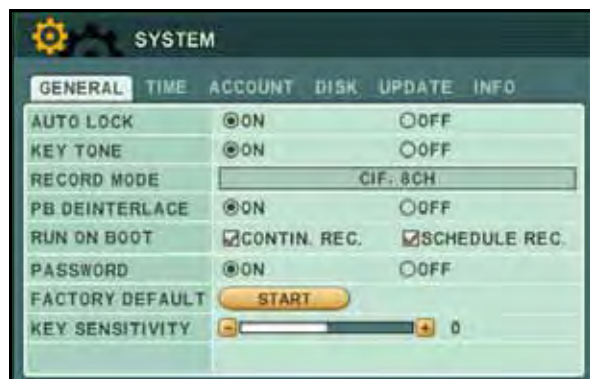 SYSTEM
GENERAL TIME ACCOUNT DISK UPDATE INFO
AUTO LOCK ON OFF
KEY TONE ON OFF
RECORD MODE CIF. 8CH
PB DEINTERLACE ON OFF
RUN ON BOOT CONTIN. REC. SCHEDULE REC.
PASSWORD ON OFF
FACTORY DEFAULT START
KEY SENSITIVITY - + 0